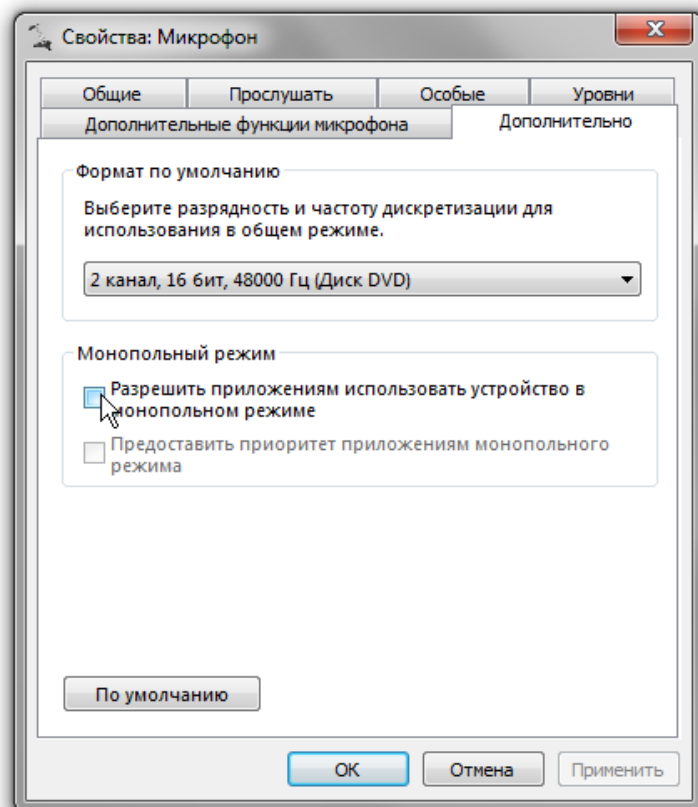 Свойства: Микрофон
Общие
Прослушать
Особые
Уровни
Дополнительные функции микрофона
Дополнительно
Формат по умолчанию
Выберите разрядность и частоту дискретизации для
использования в общем режиме.
2 канал, 16 бит, 48000 Гц (Диск DVD)
Монопольный режим
Разрешить приложениям использовать устройство в
монопольном режиме
Предоставить приоритет приложениям монопольного
режима
По умолчанию
ОК
Отмена
Применить